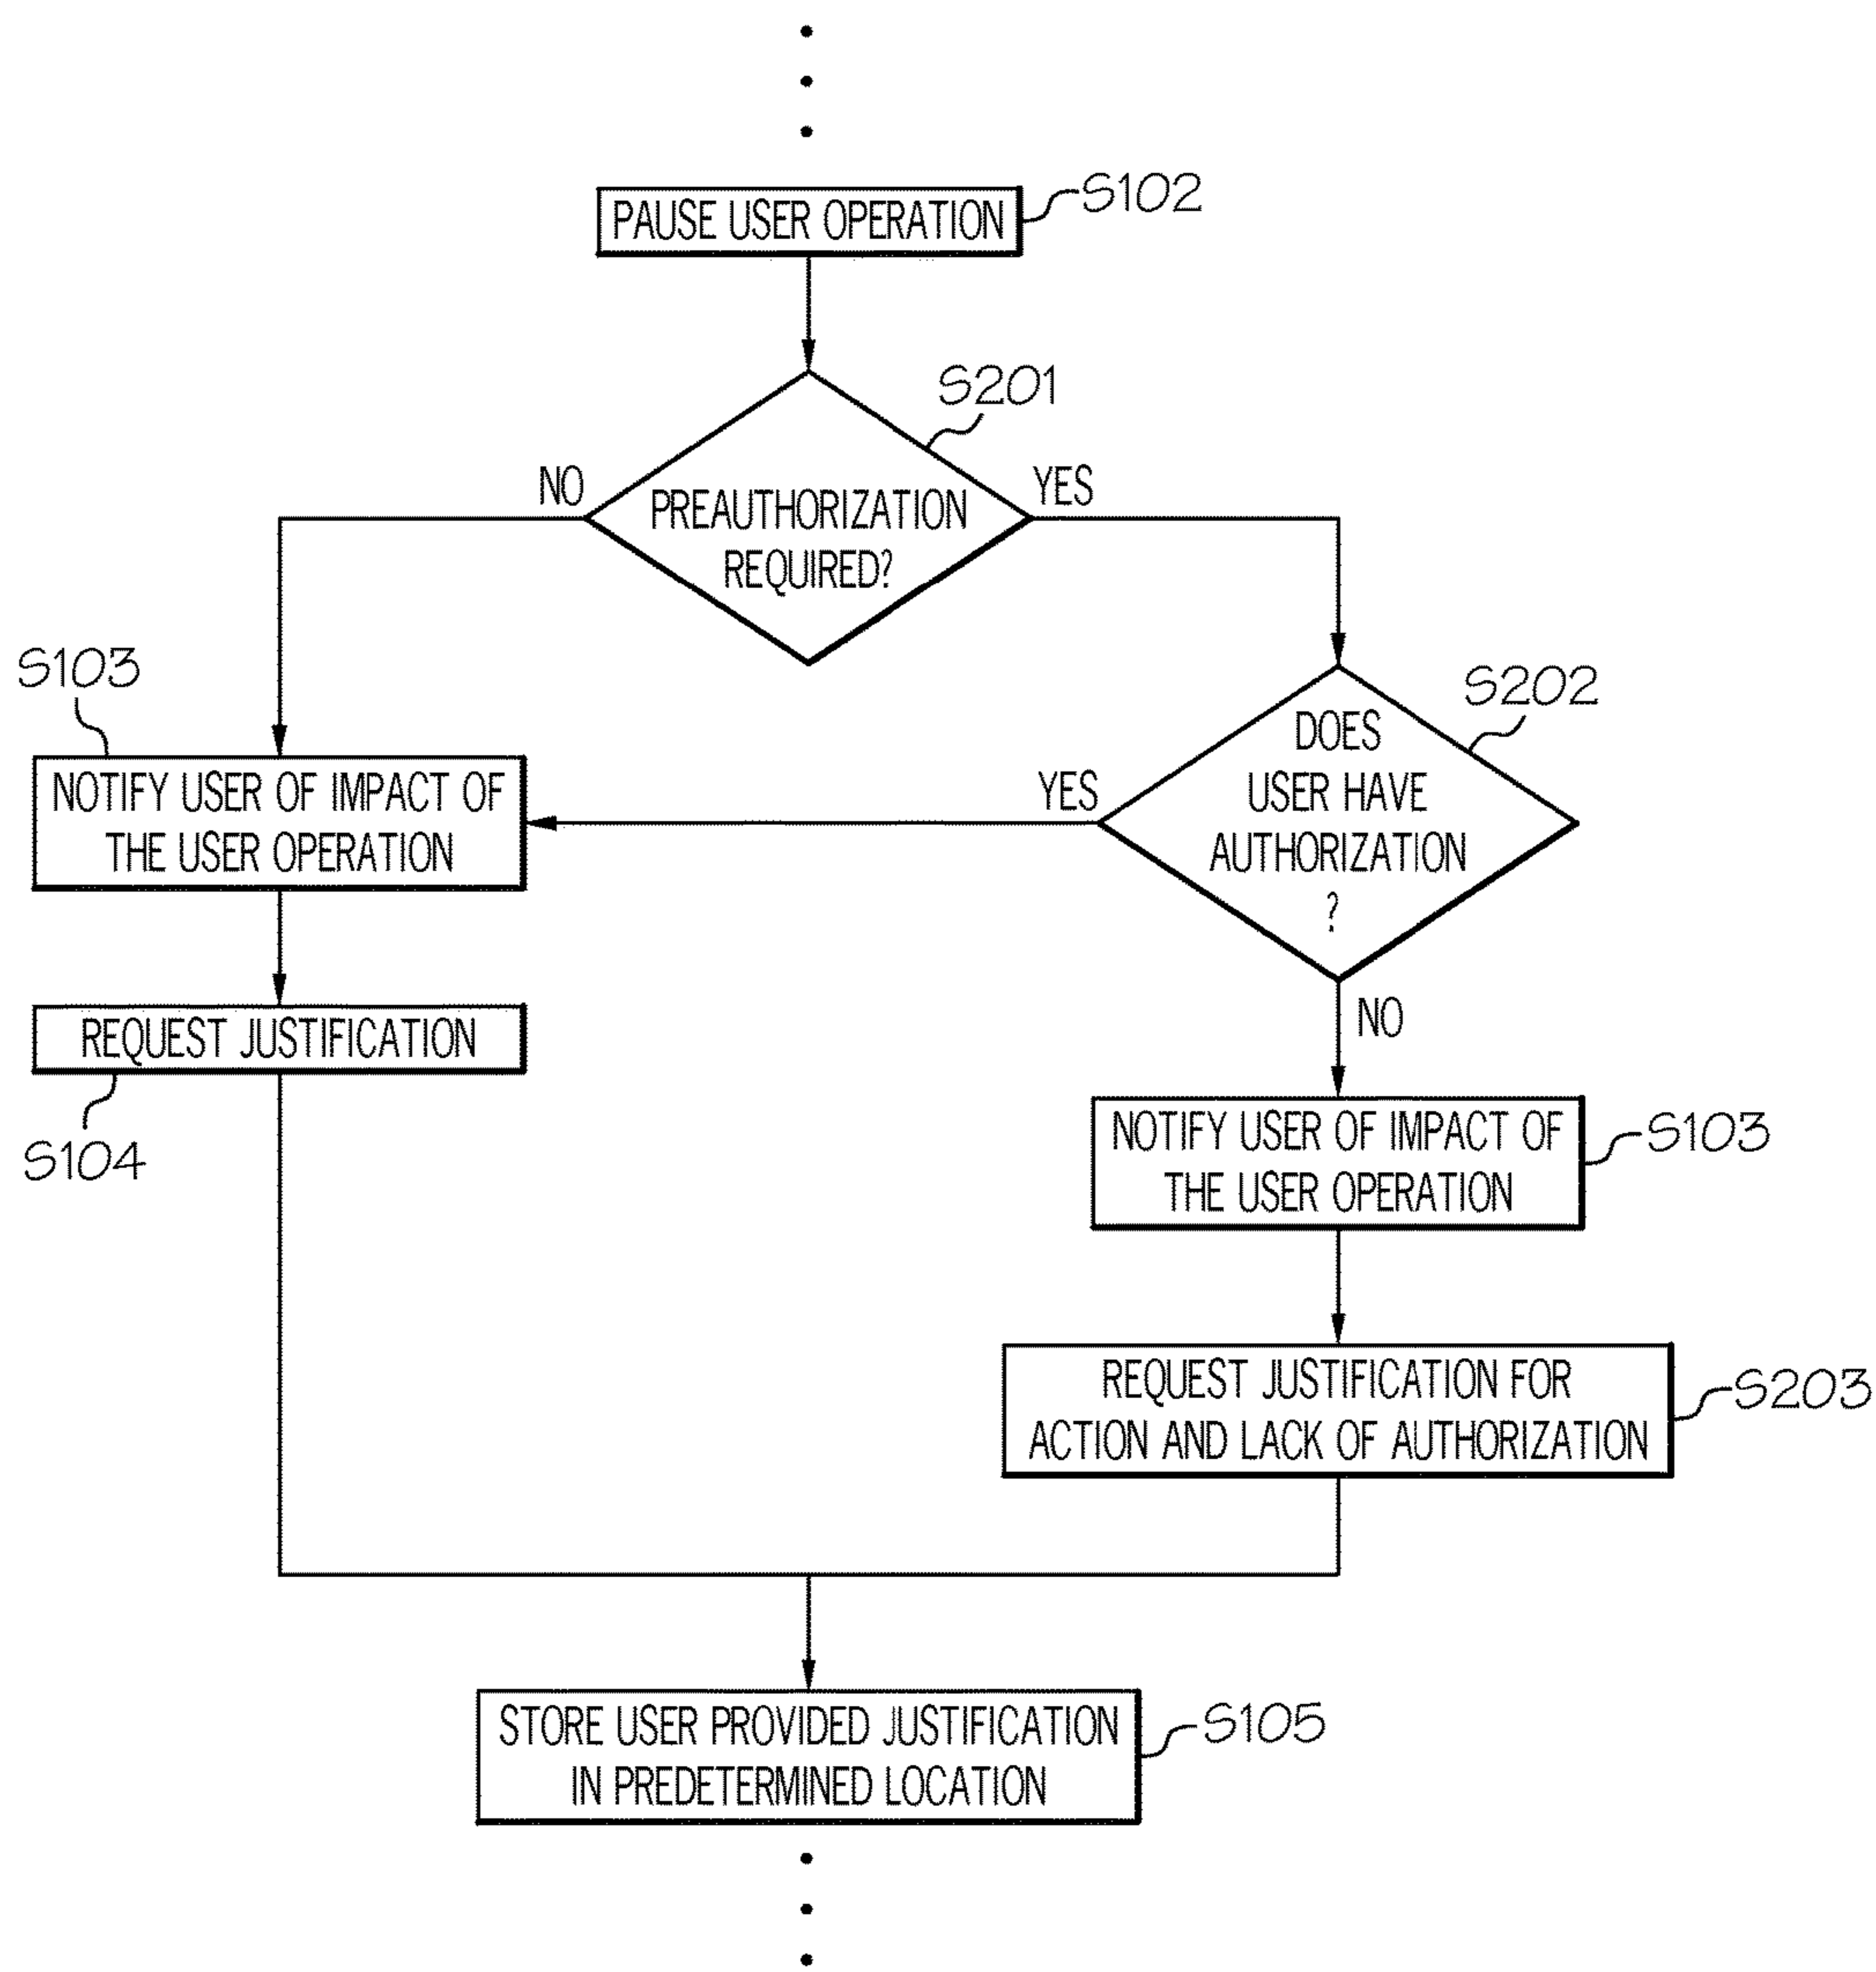 PAUSE USER OPERATION
S102
S201
NO
YES
PREAUTHORIZATION
REQUIRED?
S103
S202
NOTIFY USER OF IMPACT OF
THE USER OPERATION
YES
DOES
USER HAVE
AUTHORIZATION
?
REQUEST JUSTIFICATION
S104
NO
NOTIFY USER OF IMPACT OF
THE USER OPERATION
S103
REQUEST JUSTIFICATION FOR
ACTION AND LACK OF AUTHORIZATION
S203
STORE USER PROVIDED JUSTIFICATION
IN PREDETERMINED LOCATION
S105